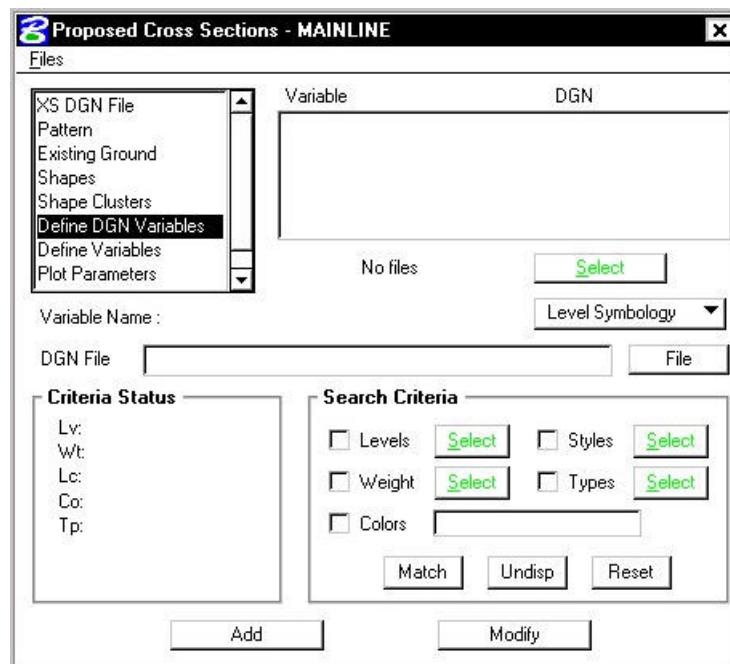 Proposed Cross Sections - MAINLINE
Files
XS DGN File
Pattern
Existing Ground
Shapes
Shape Clusters
Define DGN Variables
Define Variables
Plot Parameters
Variable DGN
No files Select
Variable Name : Level Symbology
DGN File File
Criteria Status
Lv:
Wt:
Lc:
Co:
Tp:
Search Criteria
Levels Select Styles Select
Weight Select Types Select
Colors
Match Undisp Reset
Add Modify